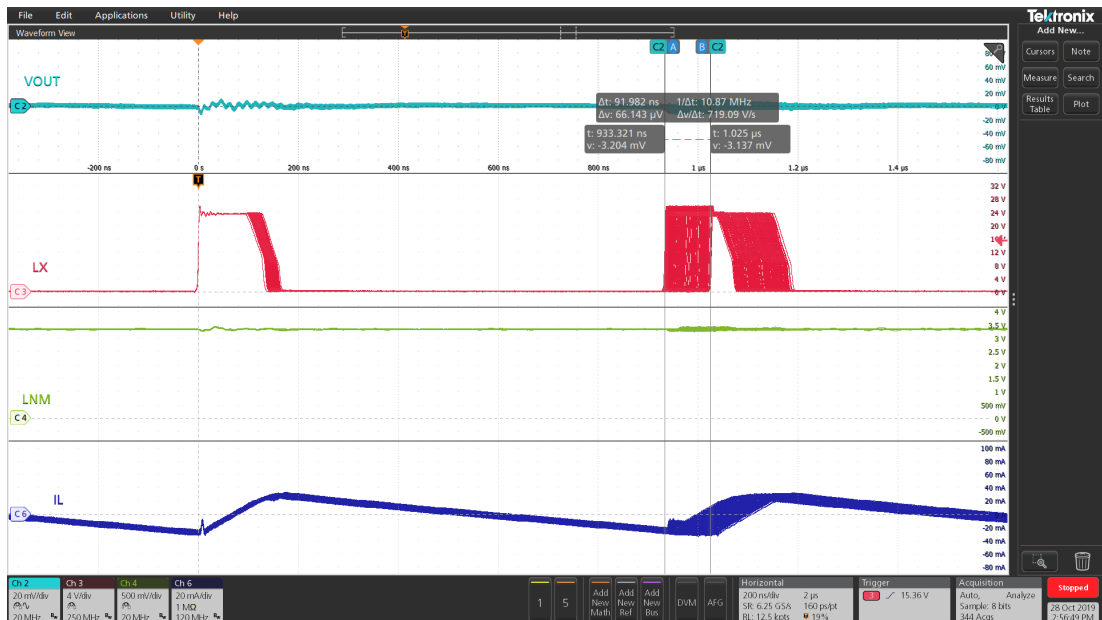 File Edit Applications Utility Help
Tektronix
Waveform View
Add New...
Cursors Note
Measure Search
Results Table Plot
C2 A B C2
VOUT
C2
60 mV
40 mV
20 mV
-20 mV
-40 mV
-60 mV
-80 mV
Δt: 91.982 ns 1/Δt: 10.87 MHz
Δv: 66.143 µV Δv/Δt: 719.09 V/s
t: 933.321 ns
v: -3.204 mV
t: 1.025 µs
v: -3.137 mV
-200 ns 0 s 200 ns 400 ns 600 ns 800 ns 1 µs 1.2 µs 1.4 µs
T
32 V
28 V
24 V
20 V
12 V
8 V
4 V
0 V
LX
C3
4 V
3.5 V
3 V
2.5 V
2 V
1.5 V
1 V
500 mV
0 V
-500 mV
LNM
C4
100 mA
80 mA
60 mA
40 mA
20 mA
-20 mA
-40 mA
-60 mA
-80 mA
IL
C6
Ch 2
20 mV/div
20 MHz
Ch 3
4 V/div
250 MHz
Ch 4
500 mV/div
20 MHz
Ch 6
20 mA/div
1 MΩ
120 MHz
1 5
Add New Math
Add New Ref
Add New Bus
DVM AFG
Horizontal
200 ns/div 2 µs
SR: 6.25 GS/s 160 ps/pt
RL: 12.5 kpts 19%
Trigger
3 15.36 V
Acquisition
Auto, Analyze
Sample: 8 bits
344 Acqs
Stopped
28 Oct 2019
2:56:49 PM